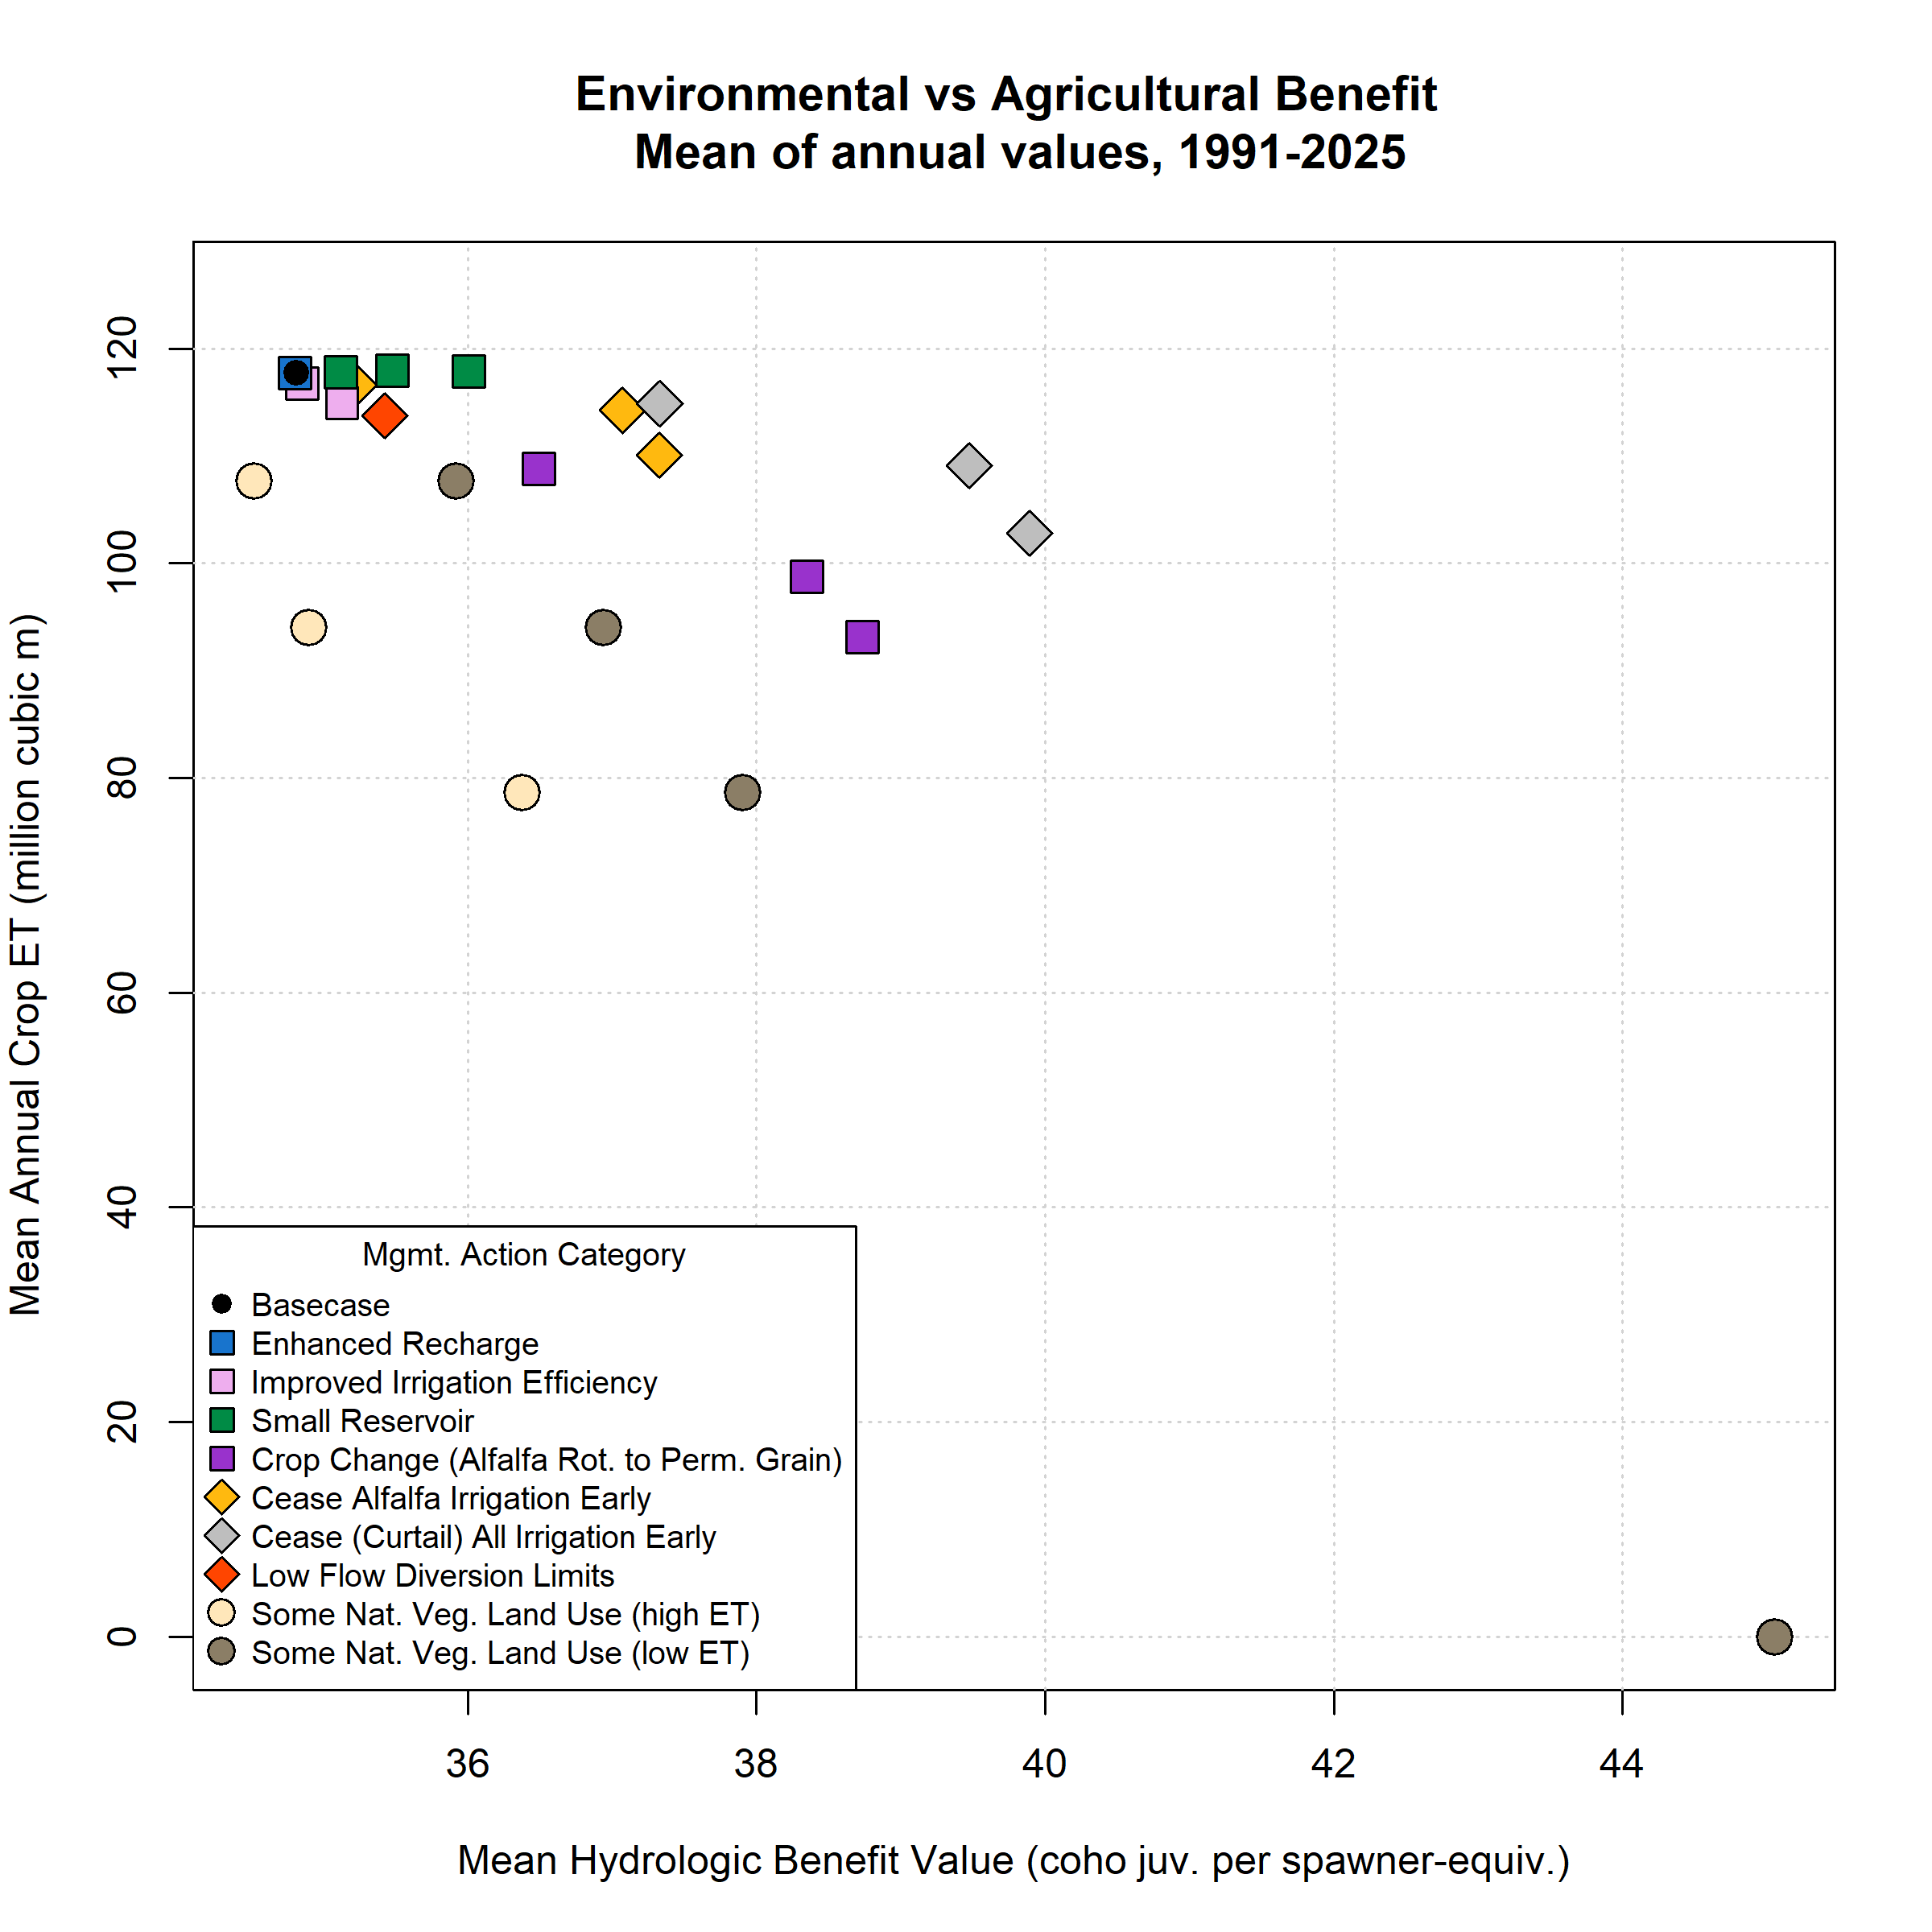 Environmental vs Agricultural Benefit
Mean of annual values, 1991-2025
Mean Annual Crop ET (million cubic m)
120
100
80
60
40
20
0
Mgmt. Action Category
Basecase
Enhanced Recharge
Improved Irrigation Efficiency
Small Reservoir
Crop Change (Alfalfa Rot. to Perm. Grain)
Cease Alfalfa Irrigation Early
Cease (Curtail) All Irrigation Early
Low Flow Diversion Limits
Some Nat. Veg. Land Use (high ET)
Some Nat. Veg. Land Use (low ET)
36 38 40 42 44
Mean Hydrologic Benefit Value (coho juv. per spawner-equiv.)